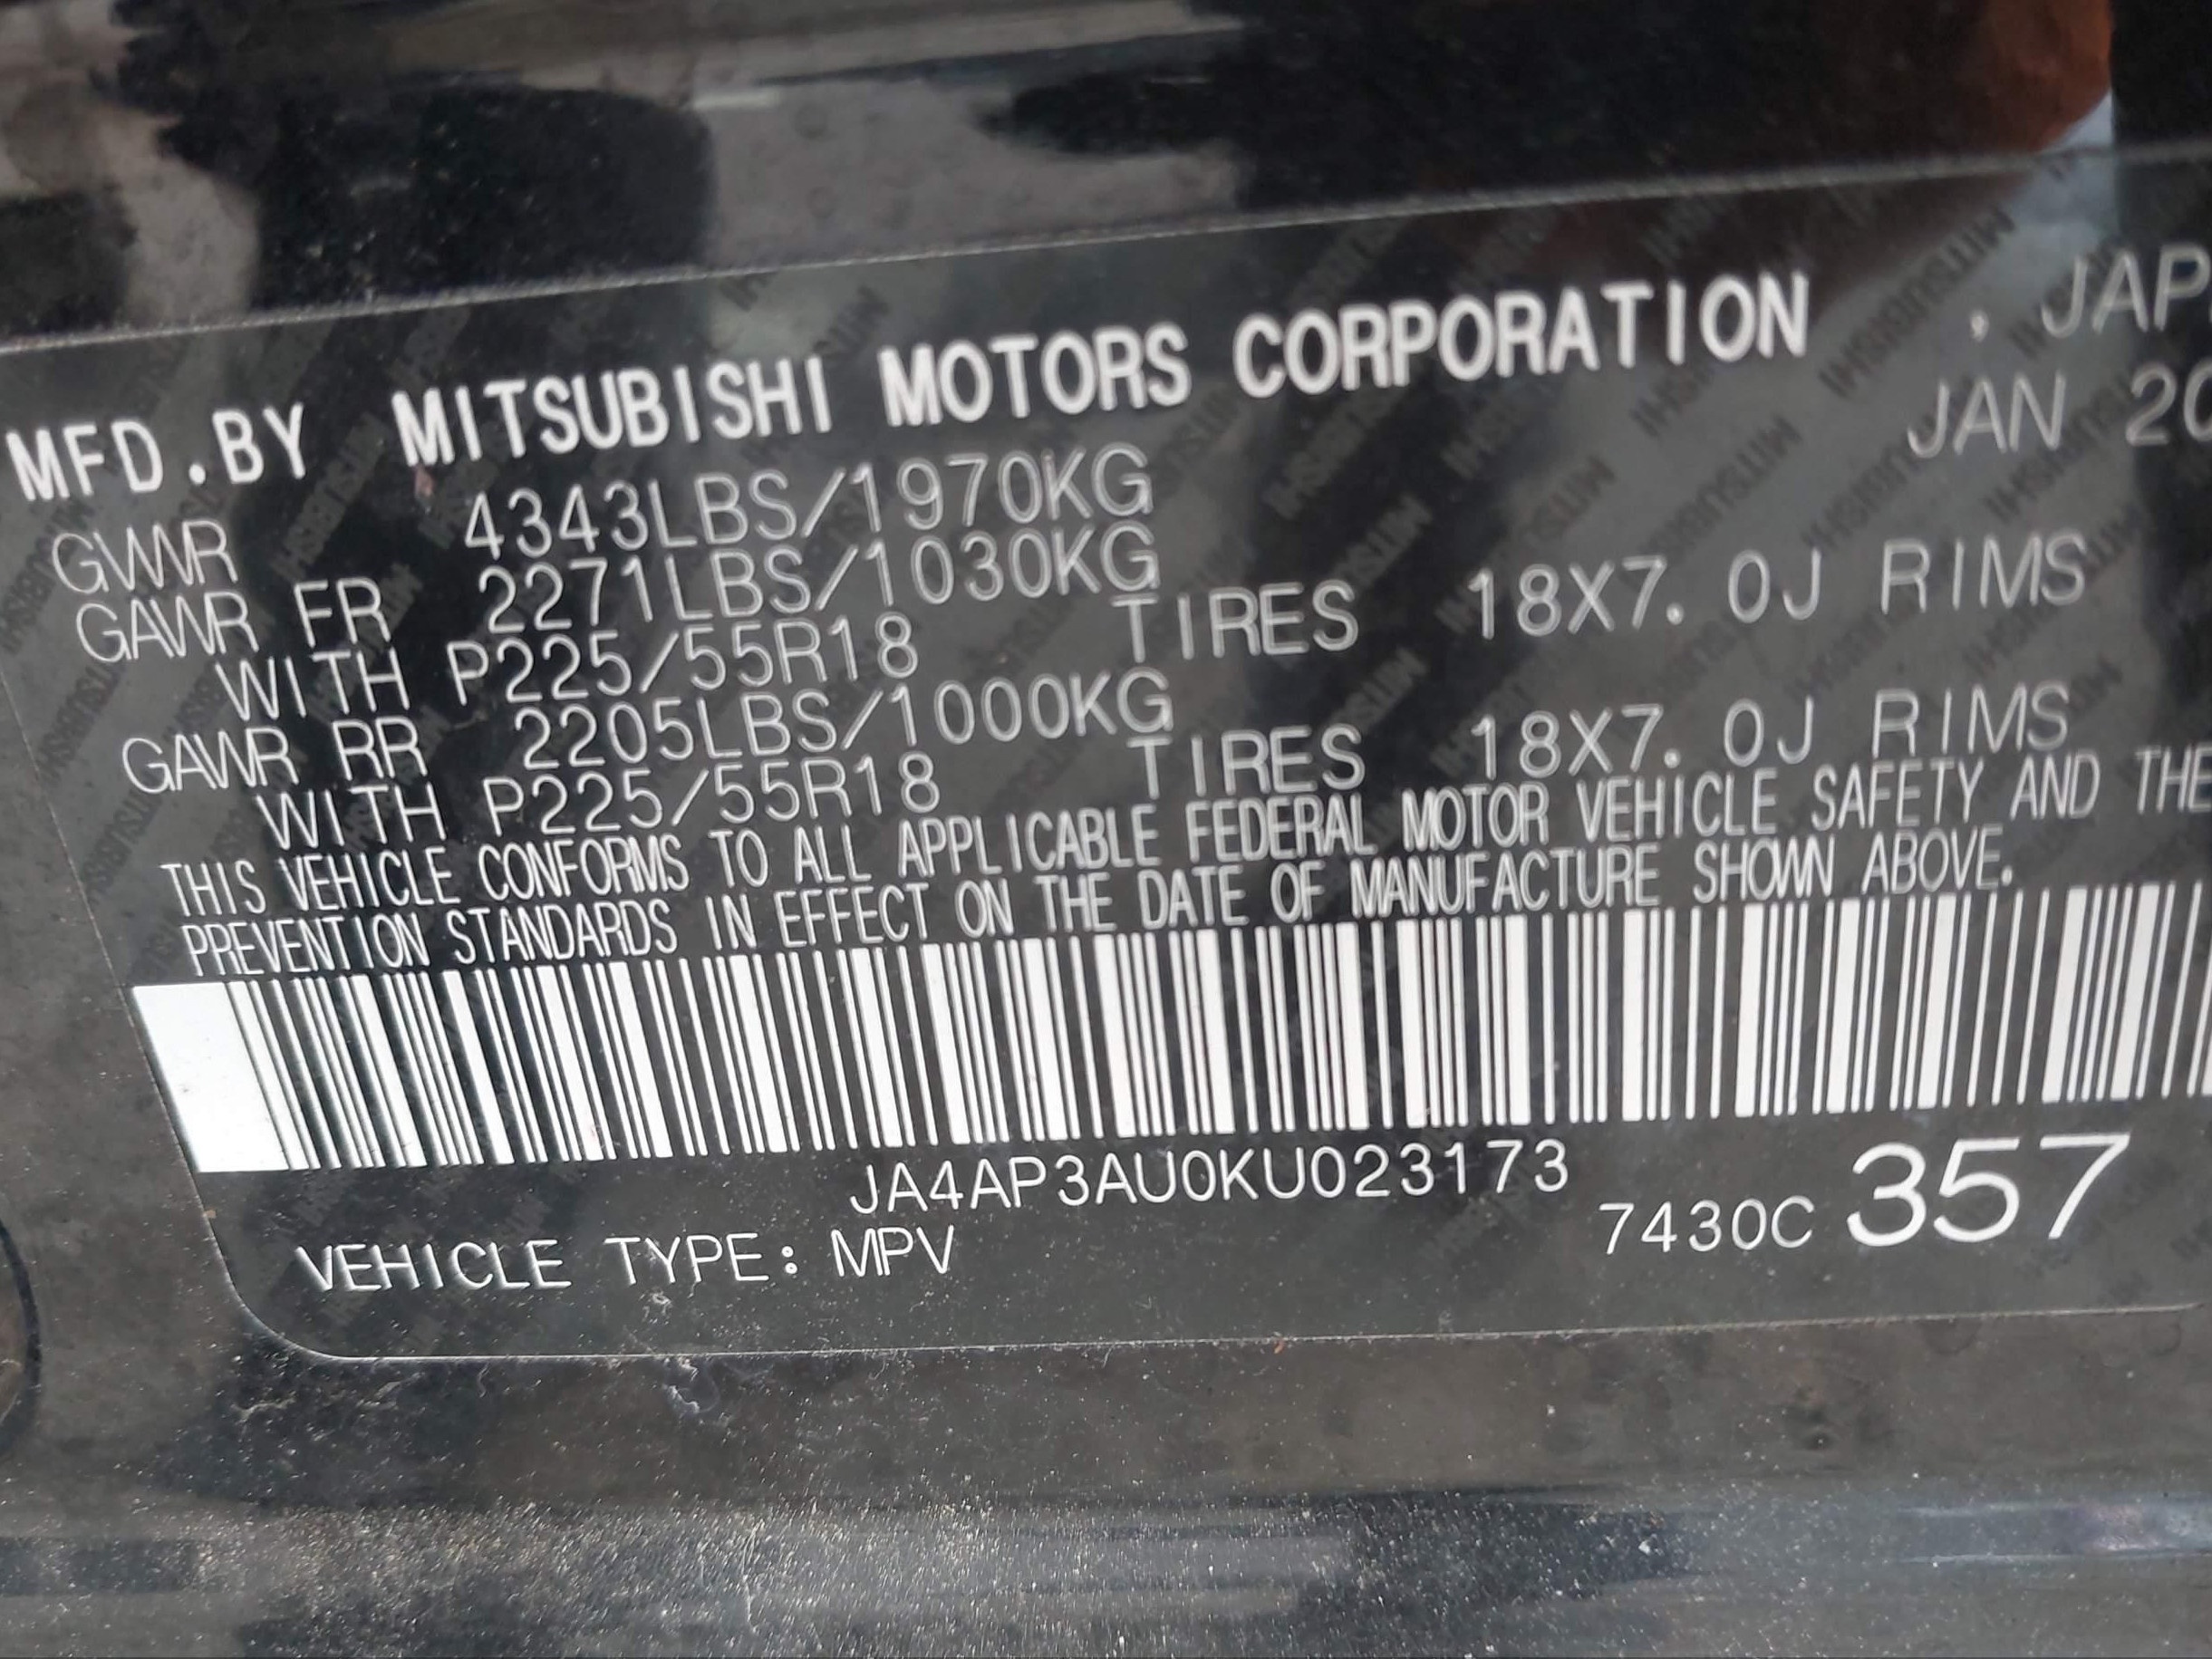 MFD.BY MITSUBISHI MOTORS CORPORATION , JAP
GVWR 4343LBS/1970KG JAN 20
GAWR FR 2271LBS/1030KG
WITH P225/55R18 TIRES 18X7.0J RIMS
GAWR RR 2205LBS/1000KG
WITH P225/55R18 TIRES 18X7.0J RIMS
THIS VEHICLE CONFORMS TO ALL APPLICABLE FEDERAL MOTOR VEHICLE SAFETY AND THE
PREVENTION STANDARDS IN EFFECT ON THE DATE OF MANUFACTURE SHOWN ABOVE.
JA4AP3AU0KU023173
VEHICLE TYPE: MPV 7430C 357